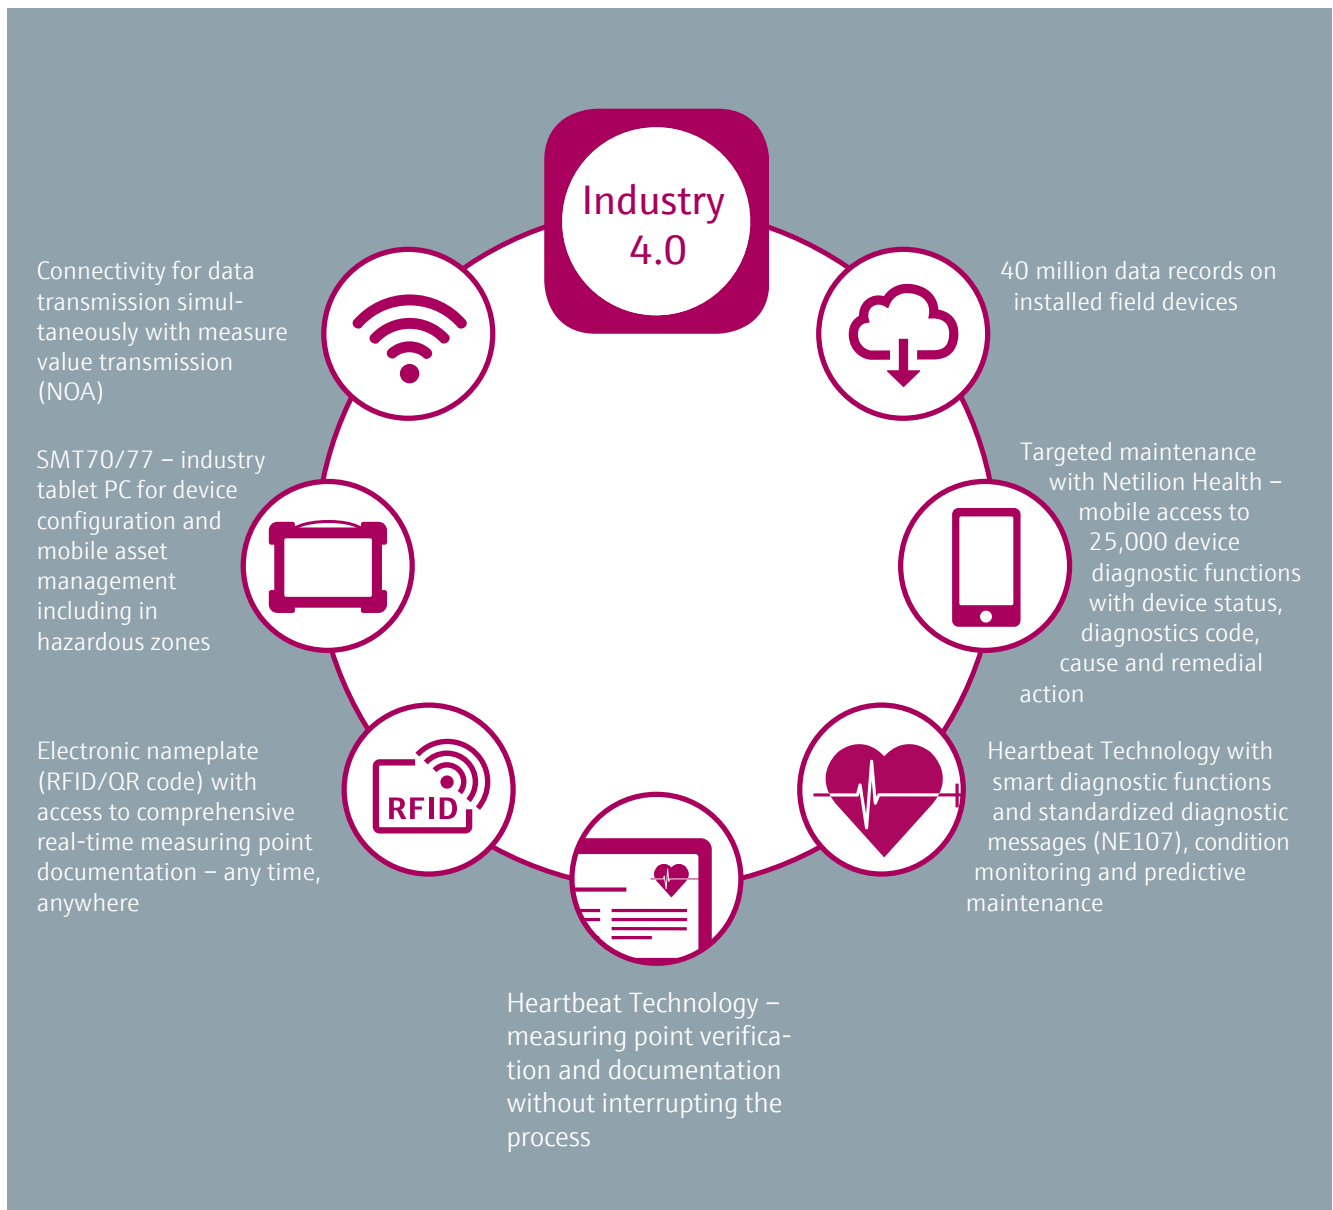 Industry
4.0
Connectivity for data
transmission simul-
taneously with measure
value transmission
(NOA)
40 million data records on
installed field devices
SMT70/77 – industry
tablet PC for device
configuration and
mobile asset
management
including in
hazardous zones
Targeted maintenance
with Netilion Health –
mobile access to
25,000 device
diagnostic functions
with device status,
diagnostics code,
cause and remedial
action
Electronic nameplate
(RFID/QR code) with
access to comprehensive
real-time measuring point
documentation – any time,
anywhere
RFID
Heartbeat Technology with
smart diagnostic functions
and standardized diagnostic
messages (NE107), condition
monitoring and predictive
maintenance
Heartbeat Technology –
measuring point verifica-
tion and documentation
without interrupting the
process